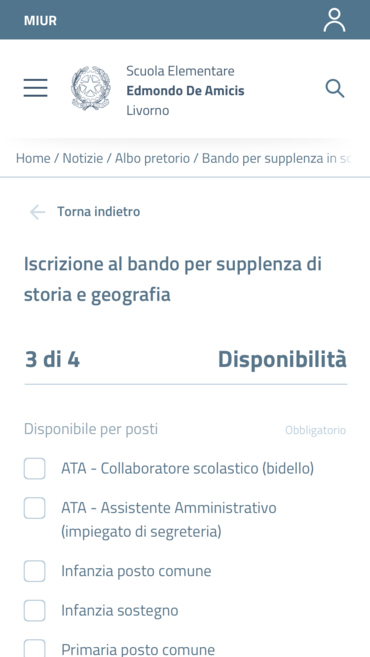 MIUR
Scuola Elementare
Edmondo De Amicis
Livorno
Home / Notizie / Albo pretorio / Bando per supplenza in
Torna indietro
Iscrizione al bando per supplenza di
storia e geografia
3 di 4 Disponibilità
Disponibile per posti Obbligatorio
ATA - Collaboratore scolastico (bidello)
ATA - Assistente Amministrativo
(impiegato di segreteria)
Infanzia posto comune
Infanzia sostegno
Primaria posto comune